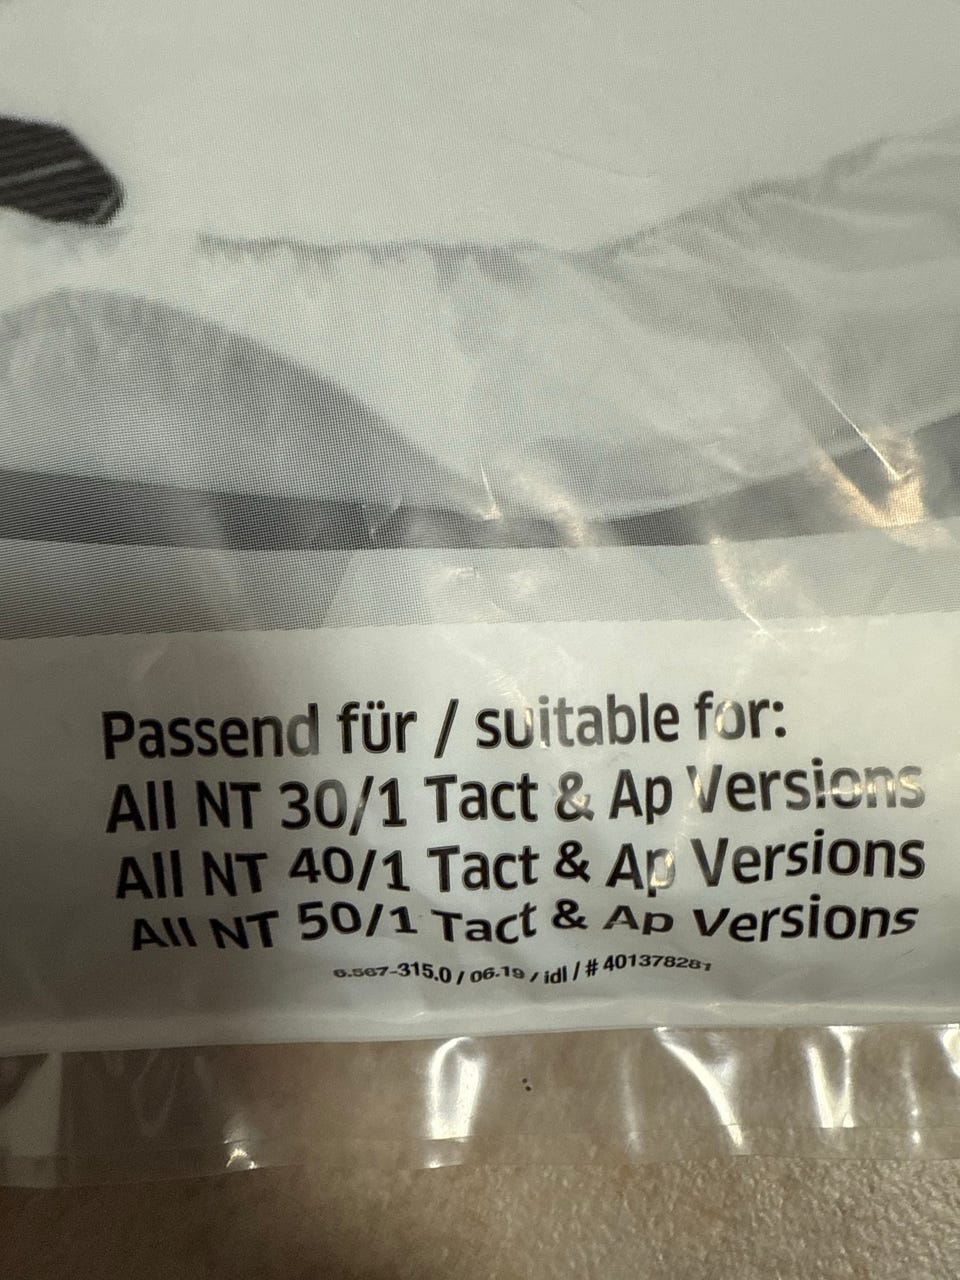 Passend für / suitable for:
All NT 30/1 Tact & Ap Versions
All NT 40/1 Tact & Ap Versions
All NT 50/1 Tact & Ap Versions
6.567-315.0 / 06.19 / idl / # 401378281